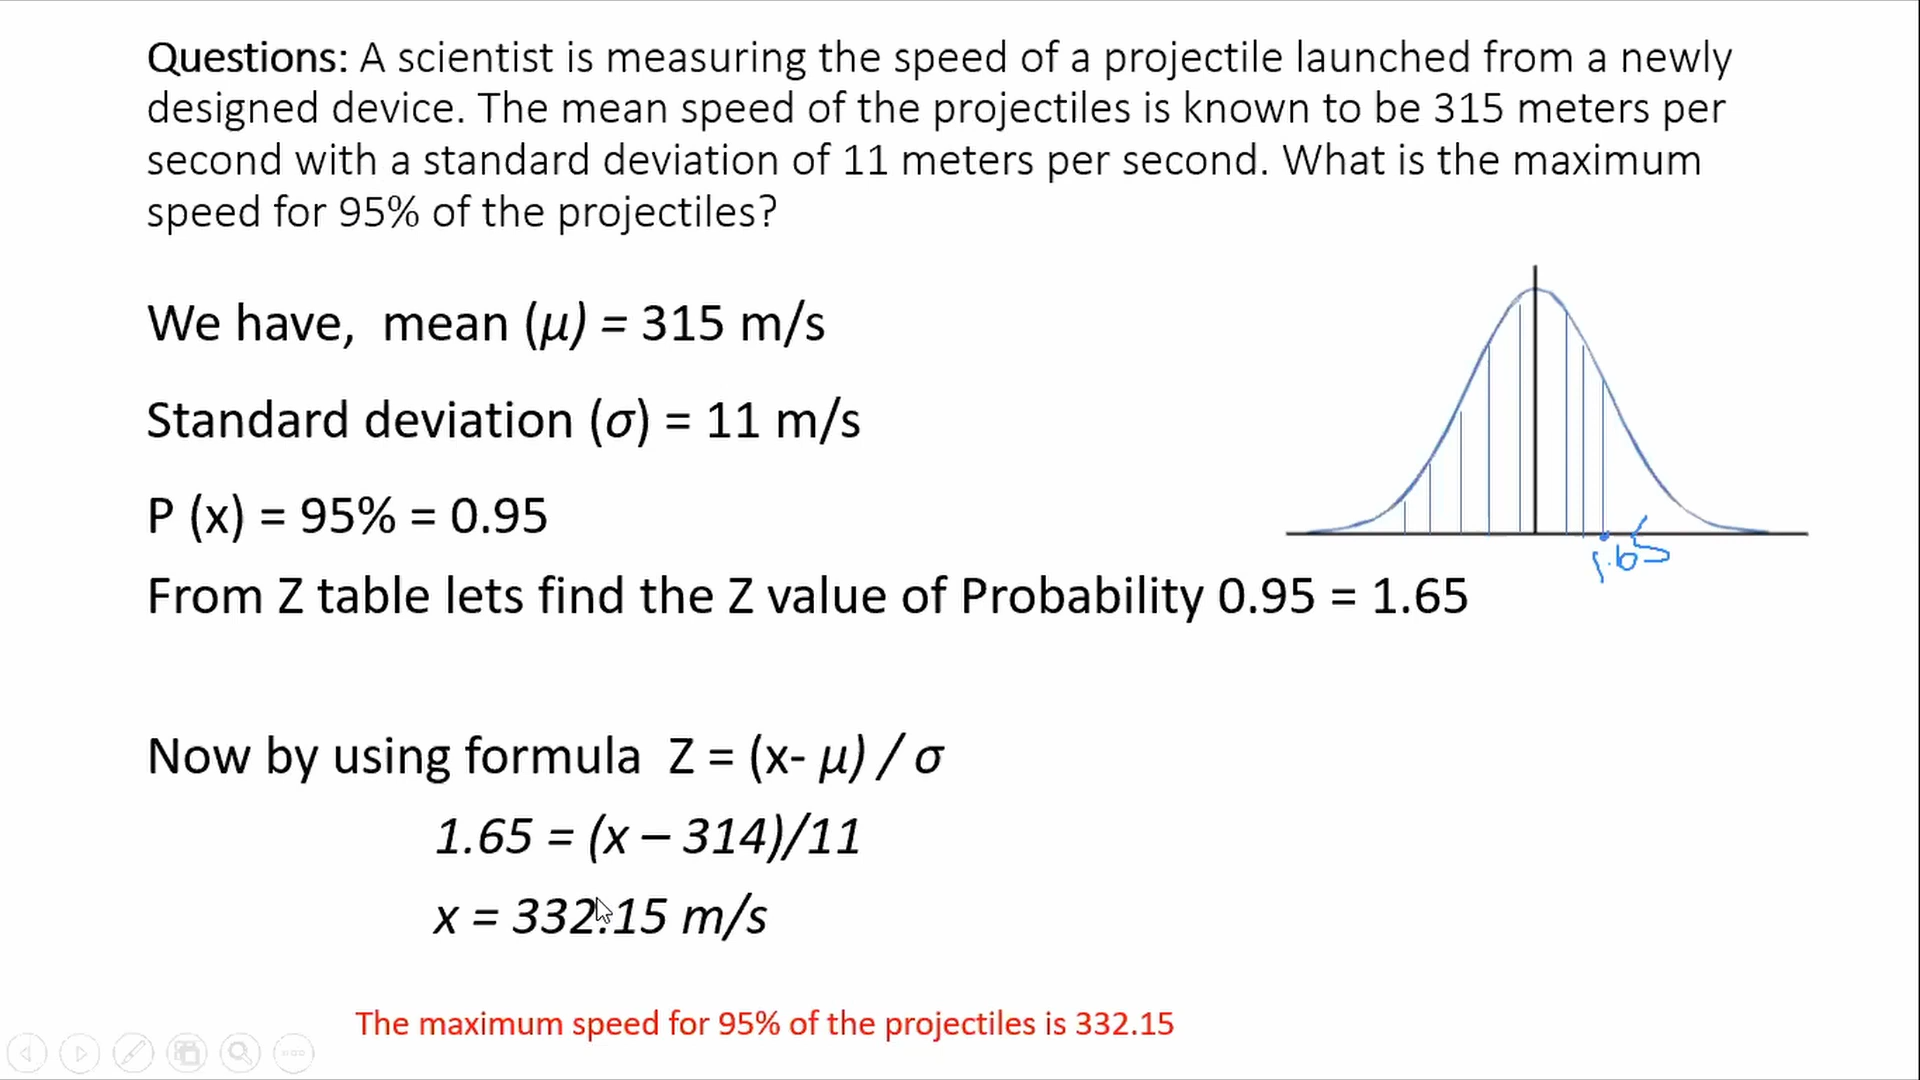 Questions: A scientist is measuring the speed of a projectile launched from a newly
designed device. The mean speed of the projectiles is known to be 315 meters per
second with a standard deviation of 11 meters per second. What is the maximum
speed for 95% of the projectiles?
We have,  mean (μ) = 315 m/s
Standard deviation (σ) = 11 m/s
P (x) = 95% = 0.95
1.65
From Z table lets find the Z value of Probability 0.95 = 1.65
Now by using formula  Z = (x- μ) / σ
1.65 = (x – 314)/11
x = 332.15 m/s
The maximum speed for 95% of the projectiles is 332.15